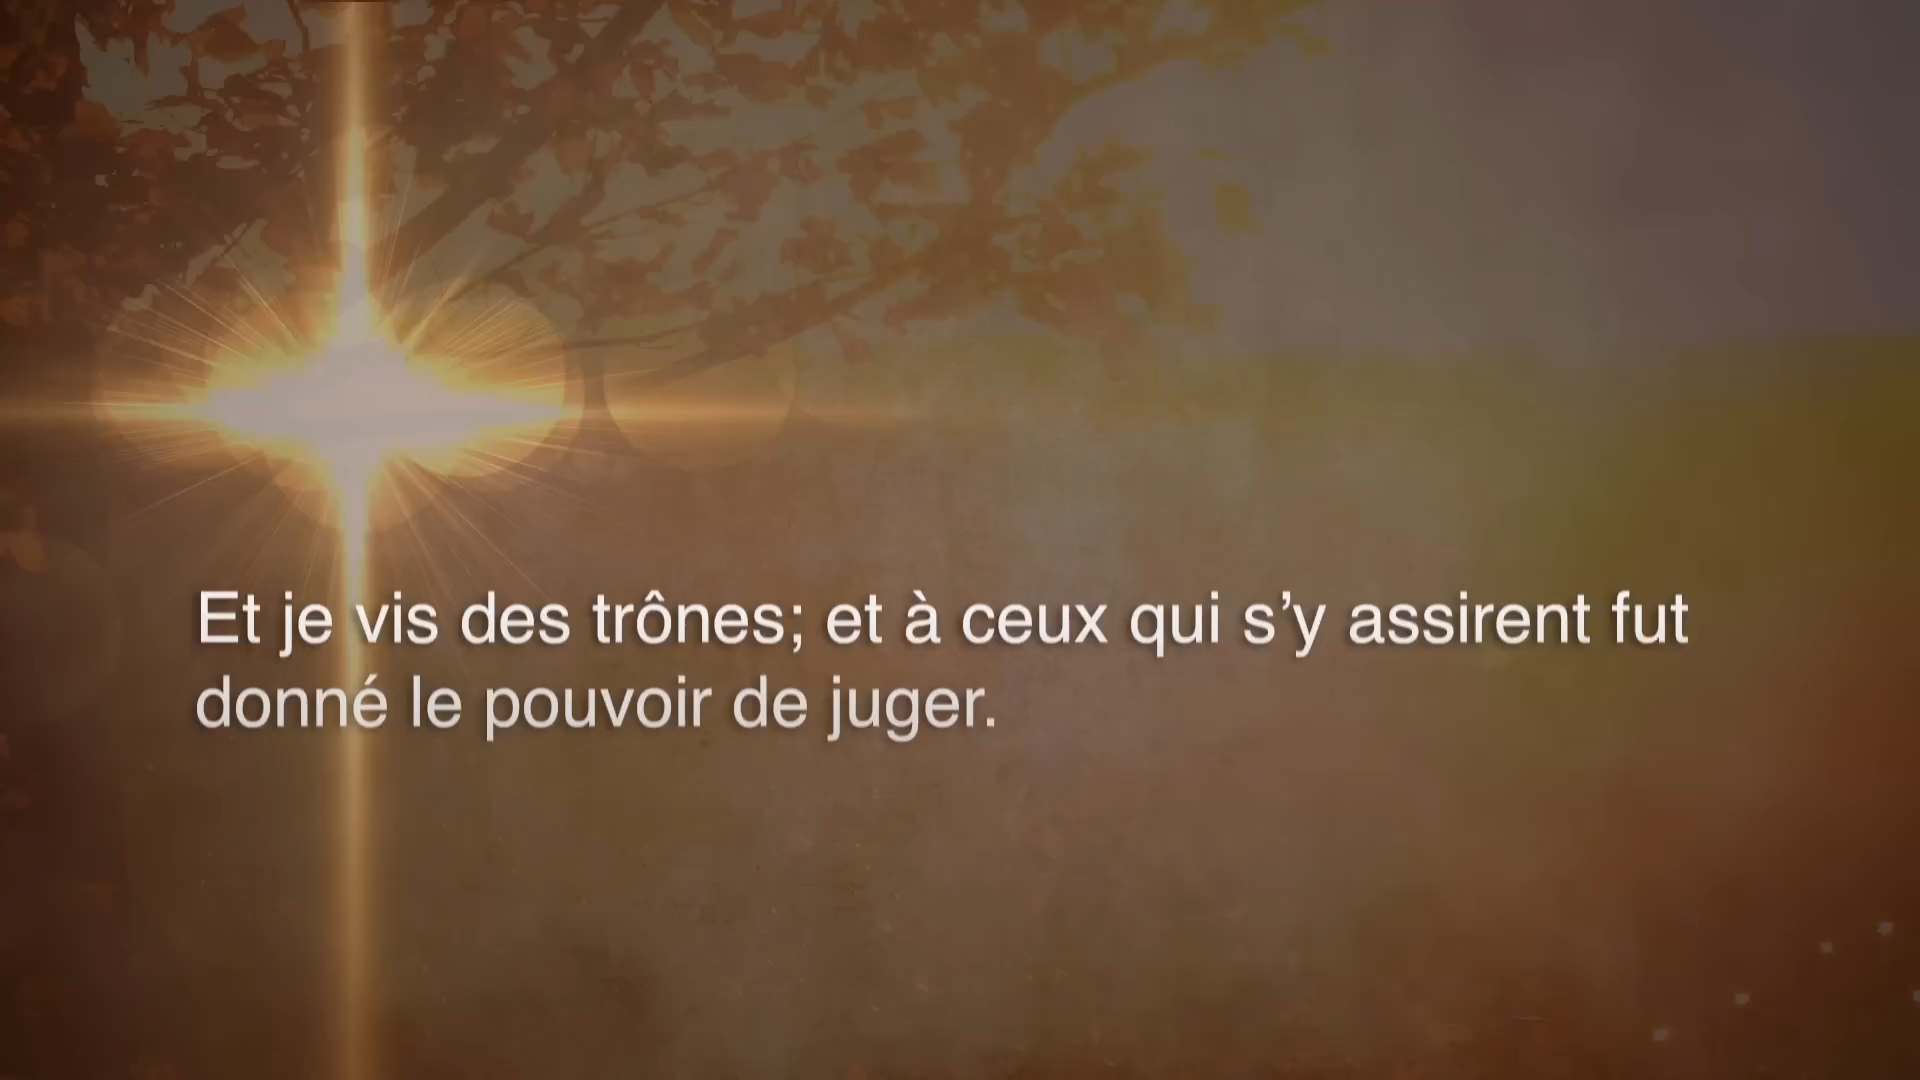 Et je vis des trônes; et à ceux qui s’y assirent fut
donné le pouvoir de juger.